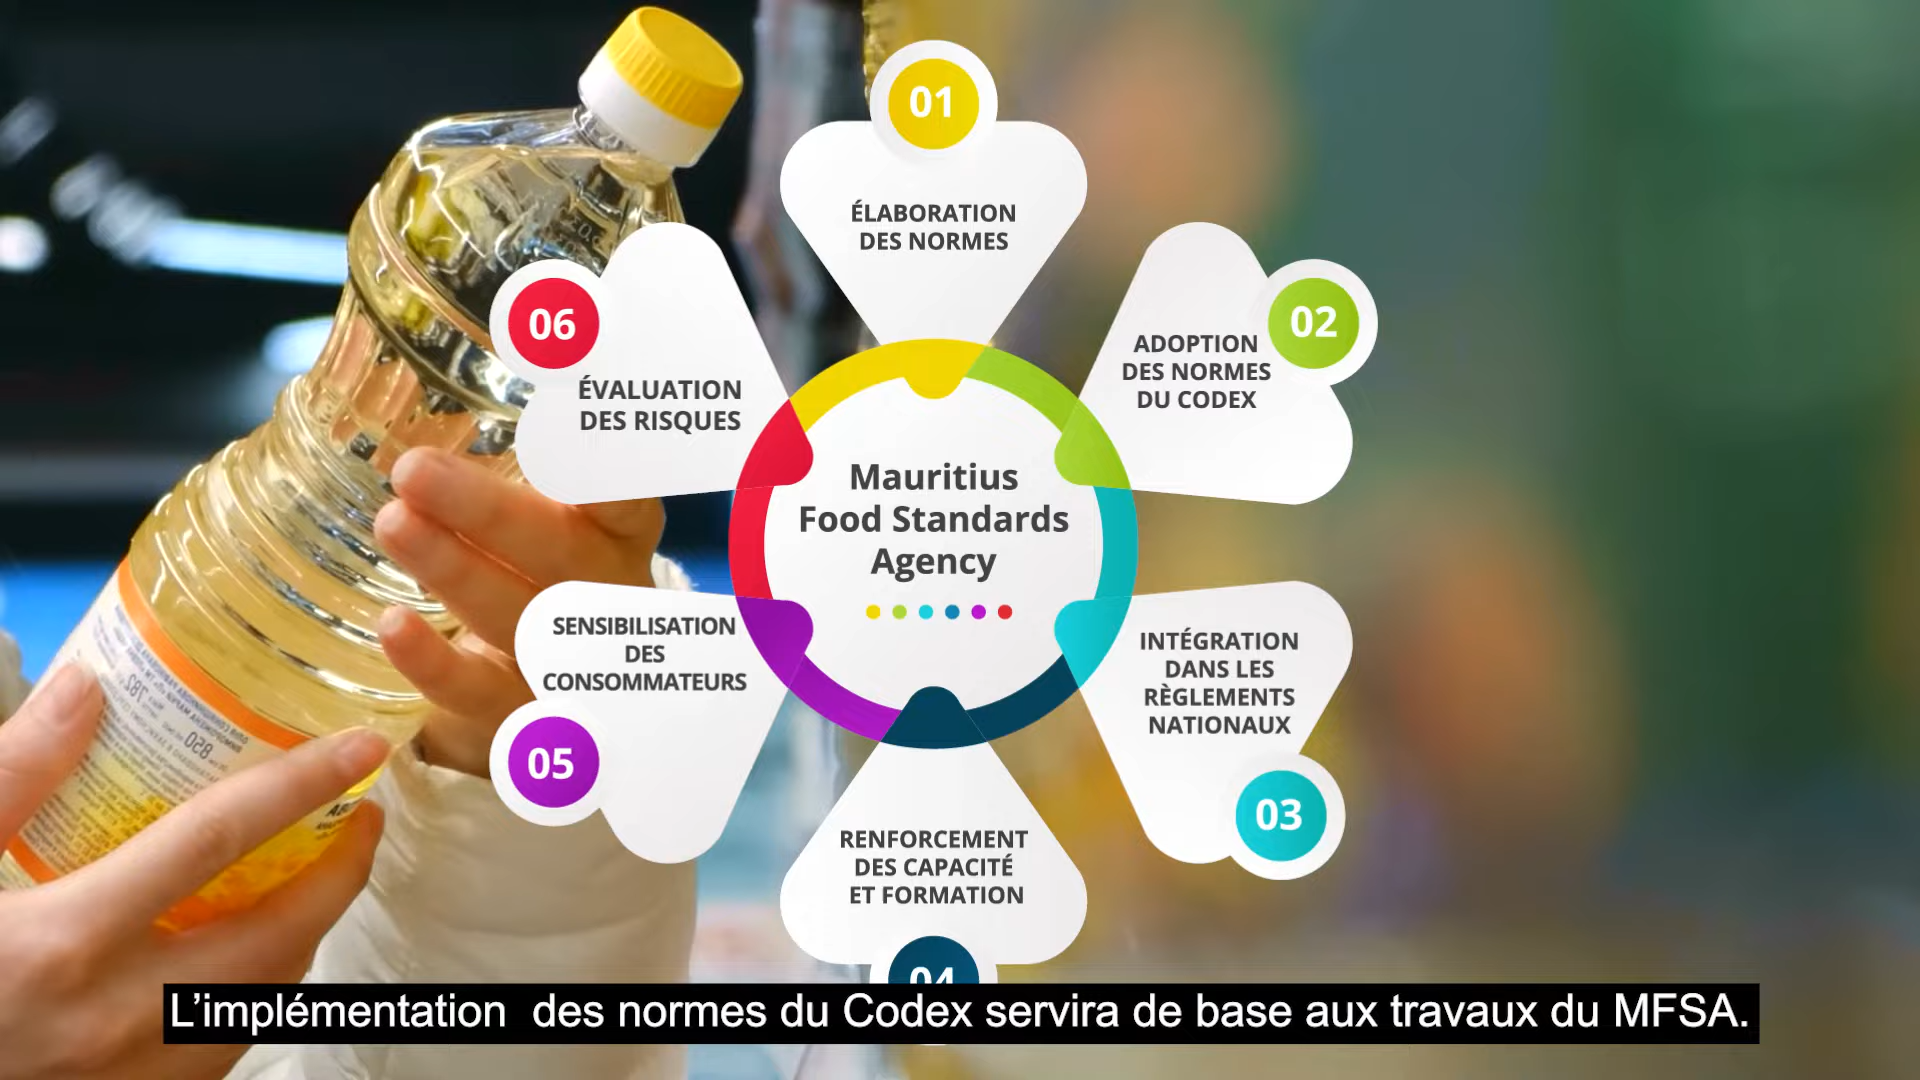 01
ÉLABORATION
DES NORMES
02
ADOPTION
DES NORMES
DU CODEX
INTÉGRATION
DANS LES
RÈGLEMENTS
NATIONAUX
03
RENFORCEMENT
DES CAPACITÉ
ET FORMATION
04
SENSIBILISATION
DES
CONSOMMATEURS
05
06
ÉVALUATION
DES RISQUES
Mauritius
Food Standards
Agency
L’implémentation  des normes du Codex servira de base aux travaux du MFSA.